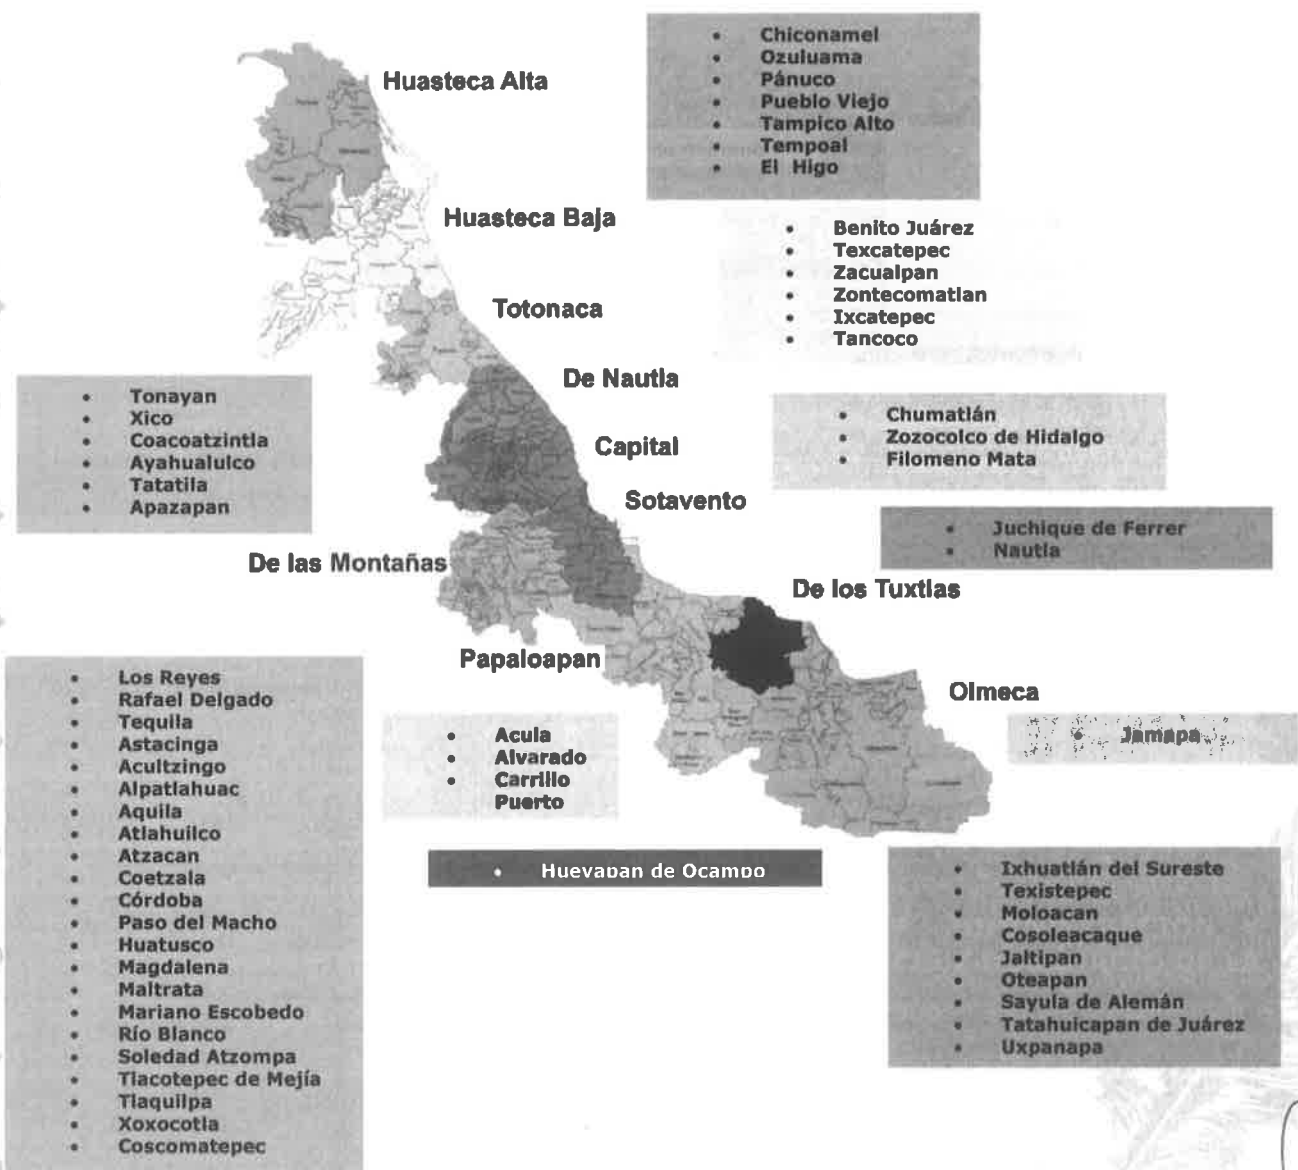 Huasteca Alta
Huasteca Baja
Totonaca
De Nautla
Capital
Sotavento
De las Montañas
De los Tuxtlas
Papaloapan
Olmeca
• Chiconamel
• Ozuluama
• Pánuco
• Pueblo Viejo
• Tampico Alto
• Tempoal
• El Higo
• Benito Juárez
• Texcatepec
• Zacualpan
• Zontecomatlan
• Ixcatepec
• Tancoco
• Tonayan
• Xico
• Coacoatzintla
• Ayahualulco
• Tatatila
• Apazapan
• Chumatlán
• Zozocolco de Hidalgo
• Filomeno Mata
• Juchique de Ferrer
• Nautla
• Los Reyes
• Rafael Delgado
• Tequila
• Astacinga
• Acultzingo
• Alpatlahuac
• Aquila
• Atlahuilco
• Atzacan
• Coetzala
• Córdoba
• Paso del Macho
• Huatusco
• Magdalena
• Maltrata
• Mariano Escobedo
• Río Blanco
• Soledad Atzompa
• Tlacotepec de Mejía
• Tlaquilpa
• Xoxocotla
• Coscomatepec
• Acula
• Alvarado
• Carrillo
Puerto
• Jamapa
• Hueyapan de Ocampo
• Ixhuatlán del Sureste
• Texistepec
• Moloacan
• Cosoleacaque
• Jaltipan
• Oteapan
• Sayula de Alemán
• Tatahuicapan de Juárez
• Uxpanapa